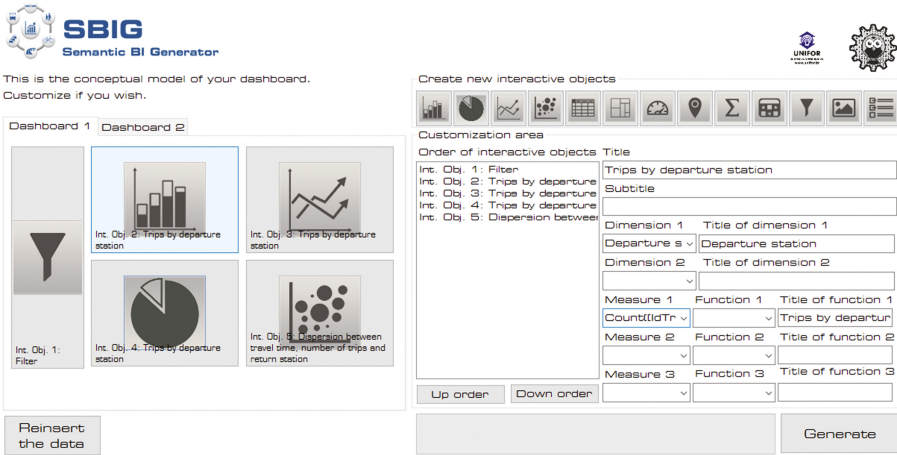 SBIG
Semantic BI Generator
UNIFOR
This is the conceptual model of your dashboard.
Customize if you wish.
Dashboard 1
Dashboard 2
Int. Obj. 1:
Filter
Int. Obj. 2: Trips by departure
station
Int. Obj. 3: Trips by departure
station
Int. Obj. 4: Trips by departure
station
Int. Obj. 5: Dispersion between
travel time, number of trips and
return station
Reinsert
the data
Create new interactive objects
Customization area
Order of interactive objects
Int. Obj. 1: Filter
Int. Obj. 2: Trips by departure
Int. Obj. 3: Trips by departure
Int. Obj. 4: Trips by departure
Int. Obj. 5: Dispersion betweer
Up order
Down order
Title
Trips by departure station
Subtitle
Dimension 1 Title of dimension 1
Departure s Departure station
Dimension 2 Title of dimension 2
Measure 1 Function 1 Title of function 1
Count((IdTr Trips by departur
Measure 2 Function 2 Title of function 2
Measure 3 Function 3 Title of function 3
Generate